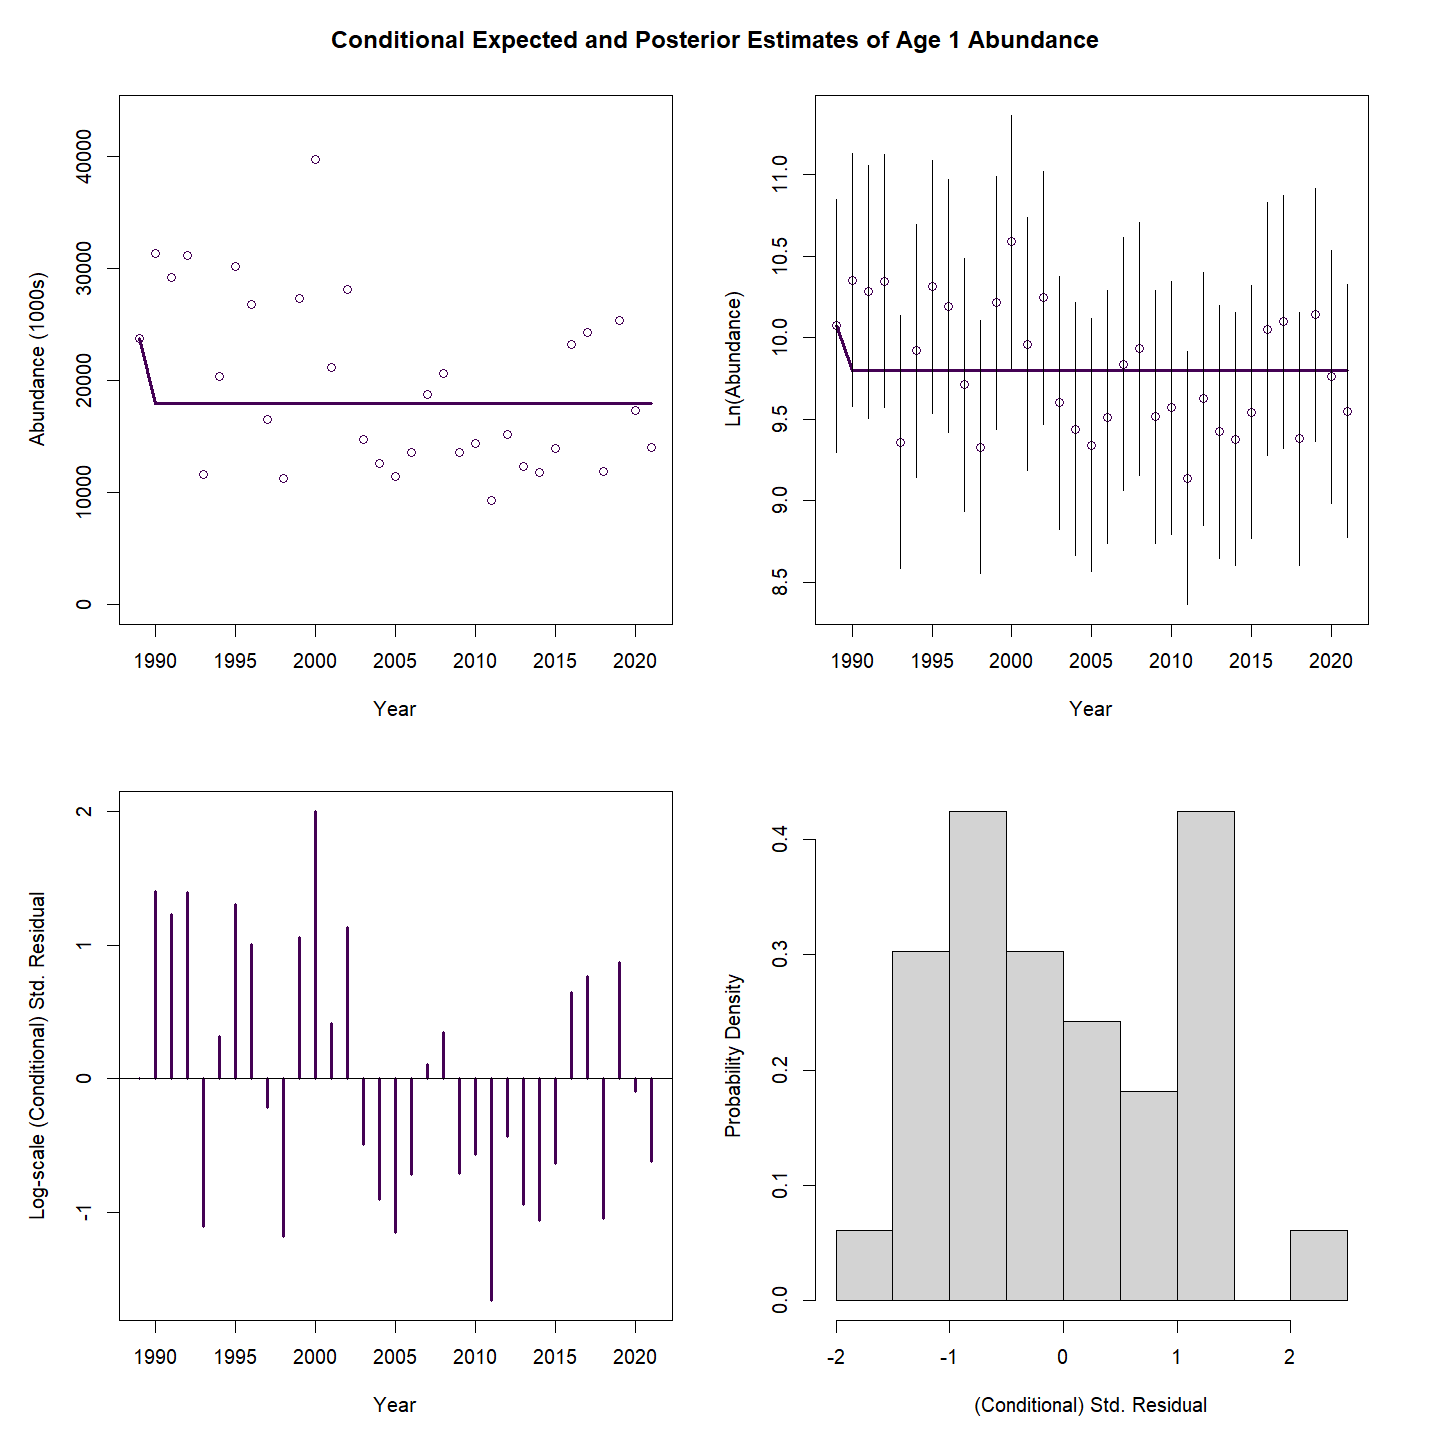 Conditional Expected and Posterior Estimates of Age 1 Abundance
Abundance (1000s)
40000
30000
20000
10000
0
1990 1995 2000 2005 2010 2015 2020
Year
Ln(Abundance)
11.0
10.5
10.0
9.5
9.0
8.5
1990 1995 2000 2005 2010 2015 2020
Year
Log-scale (Conditional) Std. Residual
2
1
0
-1
1990 1995 2000 2005 2010 2015 2020
Year
Probability Density
0.4
0.3
0.2
0.1
0.0
-2 -1 0 1 2
(Conditional) Std. Residual